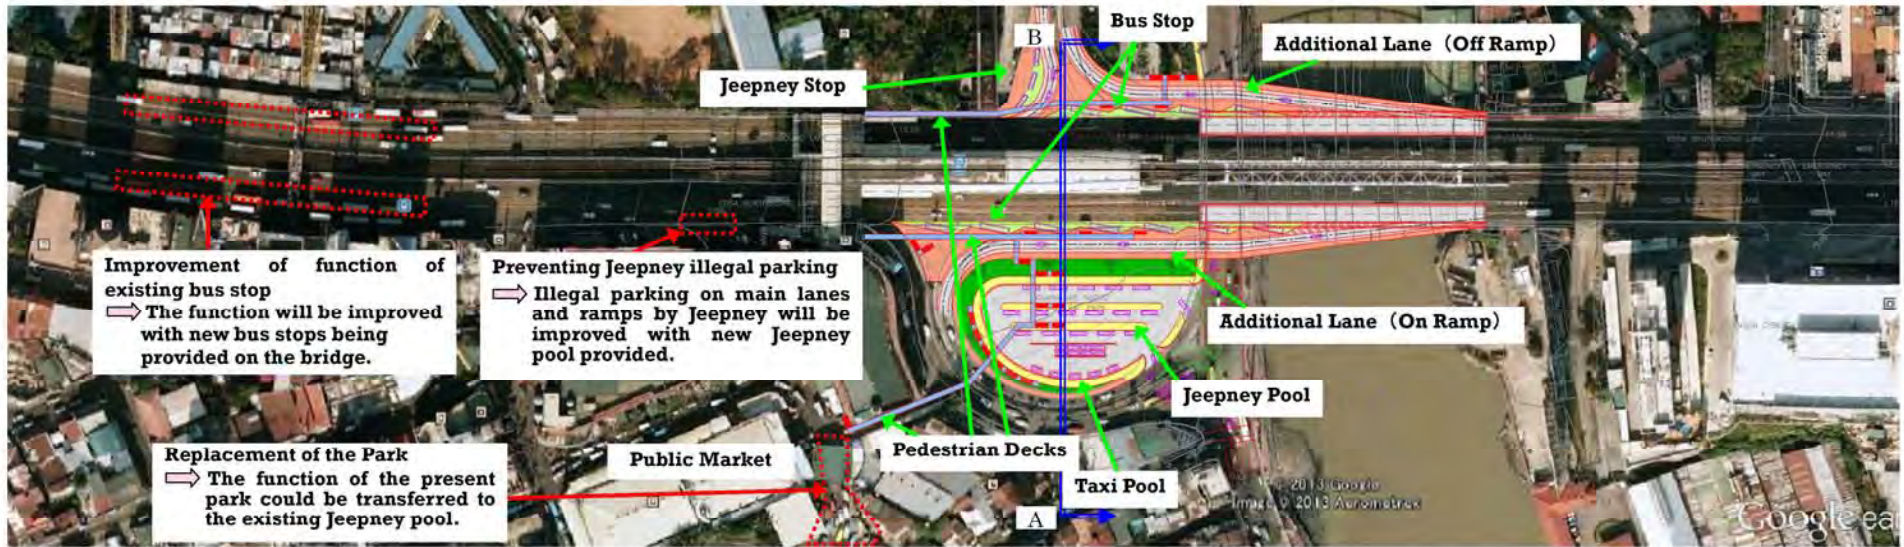 Bus Stop
B
Additional Lane (Off Ramp)
Jeepney Stop
Improvement of function of
existing bus stop
The function will be improved
with new bus stops being
provided on the bridge.
Preventing Jeepney illegal parking
Illegal parking on main lanes
and ramps by Jeepney will be
improved with new Jeepney
pool provided.
Additional Lane (On Ramp)
Jeepney Pool
Replacement of the Park
The function of the present
park could be transferred to
the existing Jeepney pool.
Public Market
Pedestrian Decks
Taxi Pool
A
© 2013 Google
Image © 2013 Aerometrex
Google ea